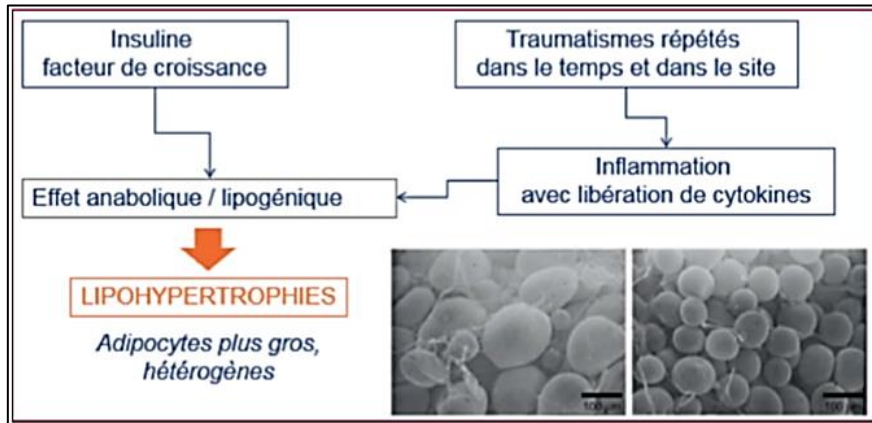 Insuline
facteur de croissance
Traumatismes répétés
dans le temps et dans le site
Effet anabolique / lipogénique
Inflammation
avec libération de cytokines
LIPOHYPERTROPHIES
Adipocytes plus gros,
hétérogènes
100 µm
100 µm